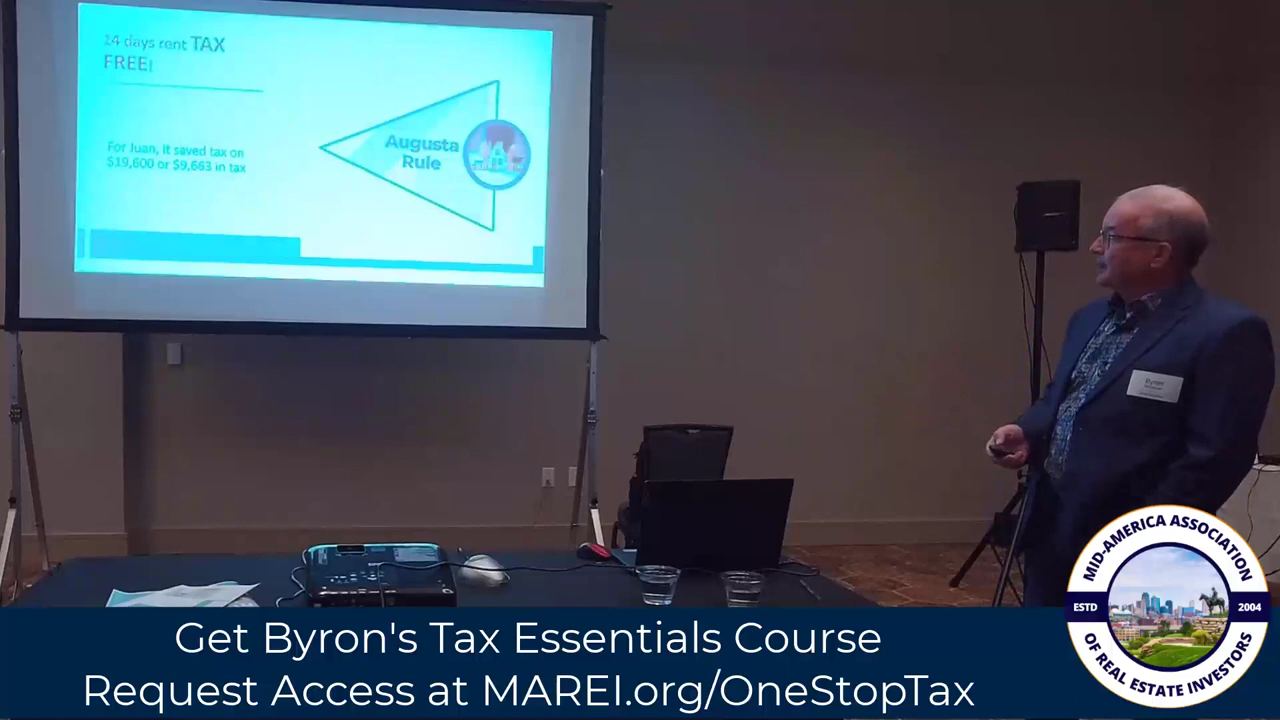 14 days rent TAX
FREE!
For Juan, it saved tax on
$19,600 or $9,663 in tax
Augusta
Rule
Byron
Get Byron's Tax Essentials Course
Request Access at MAREI.org/OneStopTax
MID-AMERICA ASSOCIATION
ESTD 2004
OF REAL ESTATE INVESTORS